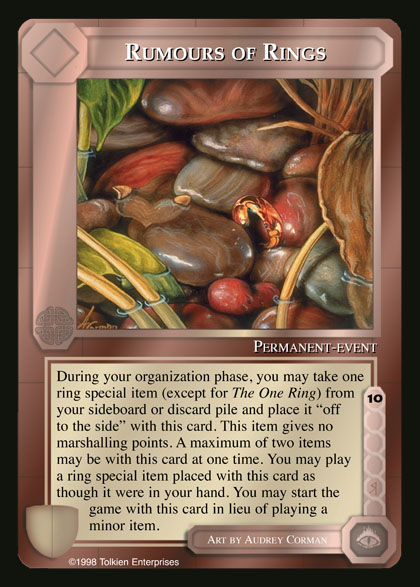 RUMOURS OF RINGS
PERMANENT-EVENT
During your organization phase, you may take one
ring special item (except for The One Ring) from
your sideboard or discard pile and place it “off
to the side” with this card. This item gives no
marshalling points. A maximum of two items
may be with this card at one time. You may play
a ring special item placed with this card as
though it were in your hand. You may start the
game with this card in lieu of playing a
minor item.
10
ART BY AUDREY CORMAN
©1998 Tolkien Enterprises